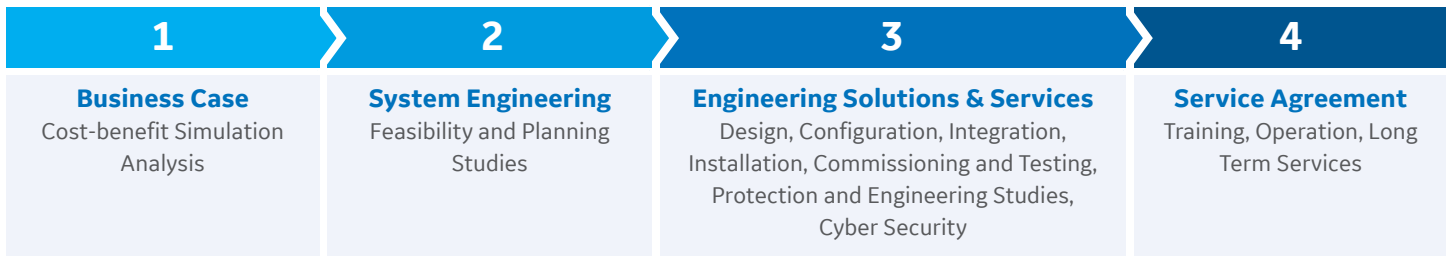 1
Business Case
Cost-benefit Simulation
Analysis
2
System Engineering
Feasibility and Planning
Studies
3
Engineering Solutions & Services
Design, Configuration, Integration,
Installation, Commissioning and Testing,
Protection and Engineering Studies,
Cyber Security
4
Service Agreement
Training, Operation, Long
Term Services